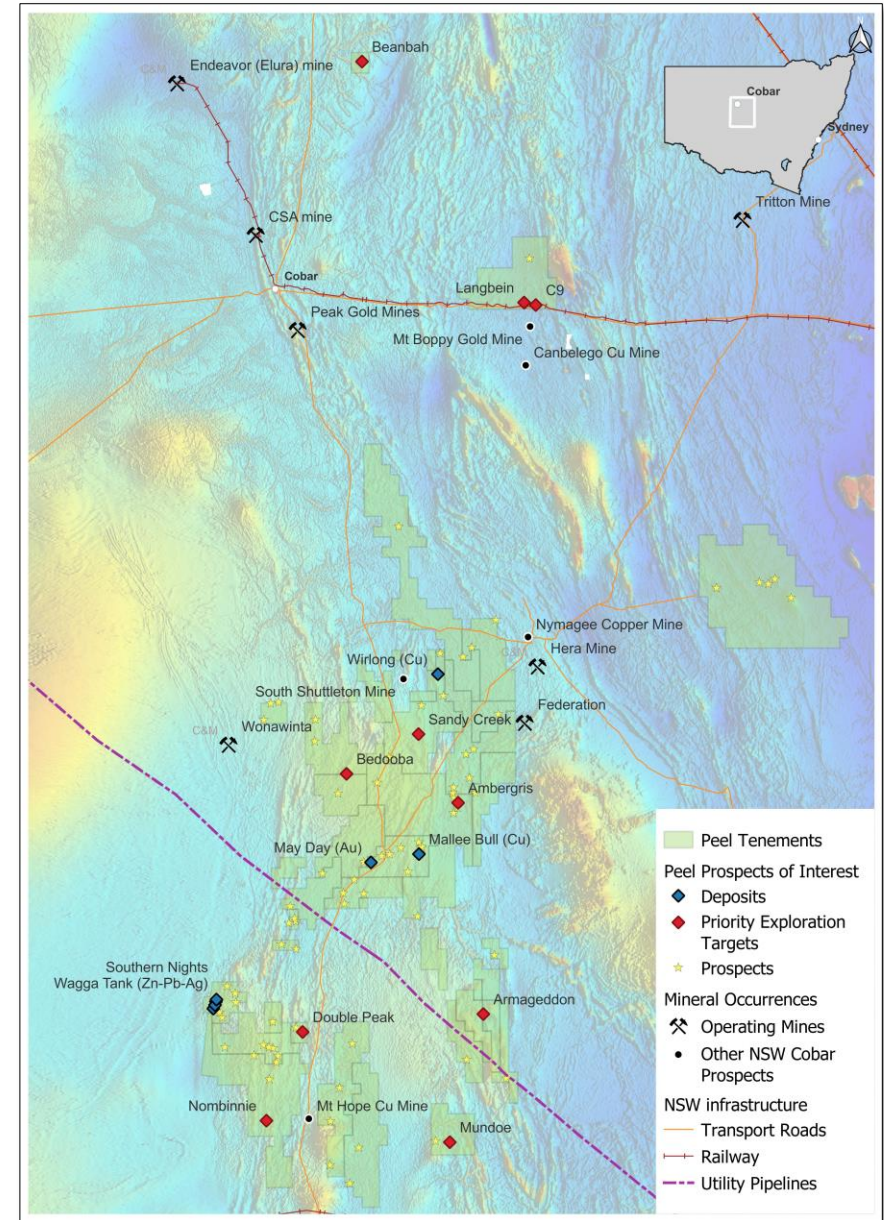 N
Beanbah
C&M
Endeavor (Elura) mine
Cobar
Sydney
Tritton Mine
CSA mine
Cobar
Langbein
C9
Peak Gold Mines
Mt Boppy Gold Mine
Canbelego Cu Mine
Nymagee Copper Mine
Hera Mine
Wirlong (Cu)
South Shuttleton Mine
Federation
C&M
Wonawinta
Sandy Creek
Bedooba
Ambergris
May Day (Au)
Mallee Bull (Cu)
Southern Nights
Wagga Tank (Zn-Pb-Ag)
Armageddon
Double Peak
Nombinnie
Mt Hope Cu Mine
Mundoe
Peel Tenements
Peel Prospects of Interest
Deposits
Priority Exploration
Targets
Prospects
Mineral Occurrences
Operating Mines
Other NSW Cobar
Prospects
NSW infrastructure
Transport Roads
Railway
Utility Pipelines